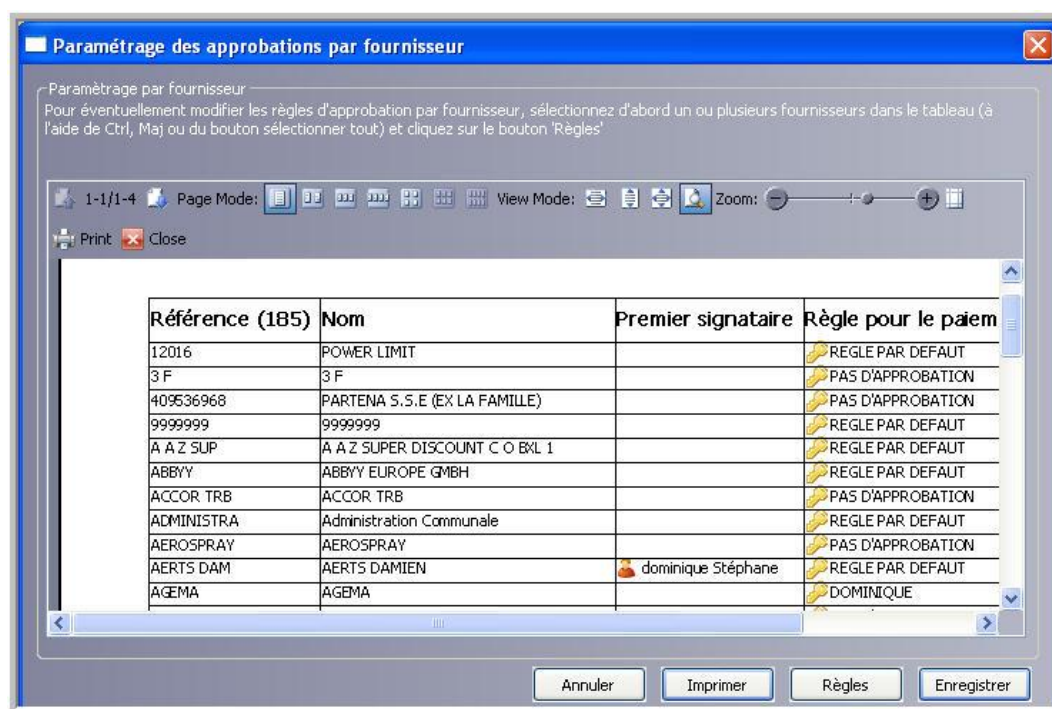 Paramétrage des approbations par fournisseur
Paramètrage par fournisseur
Pour éventuellement modifier les règles d'approbation par fournisseur, sélectionnez d'abord un ou plusieurs fournisseurs dans le tableau (à
l'aide de Ctrl, Maj ou du bouton sélectionner tout) et cliquez sur le bouton 'Règles'
1-1/1-4 Page Mode: View Mode: Zoom:
Print Close
Référence (185) Nom Premier signataire Règle pour le paiem
12016 POWER LIMIT REGLE PAR DEFAUT
3 F 3 F PAS D'APPROBATION
409536968 PARTENA S.S.E (EX LA FAMILLE) PAS D'APPROBATION
9999999 9999999 REGLE PAR DEFAUT
A A Z SUP A A Z SUPER DISCOUNT C O BXL 1 REGLE PAR DEFAUT
ABBYY ABBYY EUROPE GMBH REGLE PAR DEFAUT
ACCOR TRB ACCOR TRB PAS D'APPROBATION
ADMINISTRA Administration Communale REGLE PAR DEFAUT
AEROSPRAY AEROSPRAY PAS D'APPROBATION
AERTS DAM AERTS DAMIEN dominique Stéphane REGLE PAR DEFAUT
AGEMA AGEMA DOMINIQUE
Annuler Imprimer Règles Enregistrer